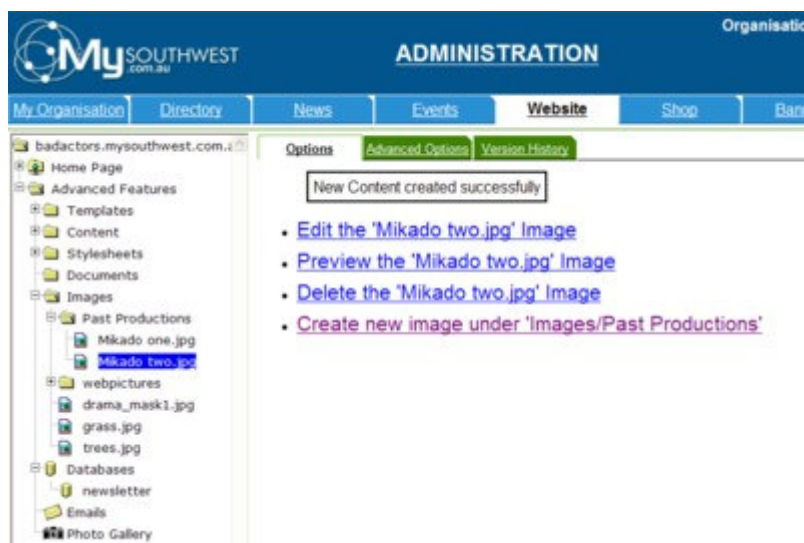 Organisatio
MySOUTHWEST
.com.au
ADMINISTRATION
My Organisation Directory News Events Website Shop Ban
badactors.mysouthwest.com.a
Home Page
Advanced Features
Templates
Content
Stylesheets
Documents
Images
Past Productions
Mikado one.jpg
Mikado two.jpg
webpictures
drama_mask1.jpg
grass.jpg
trees.jpg
Databases
newsletter
Emails
Photo Gallery
Options Advanced Options Version History
New Content created successfully
Edit the 'Mikado two.jpg' Image
Preview the 'Mikado two.jpg' Image
Delete the 'Mikado two.jpg' Image
Create new image under 'Images/Past Productions'